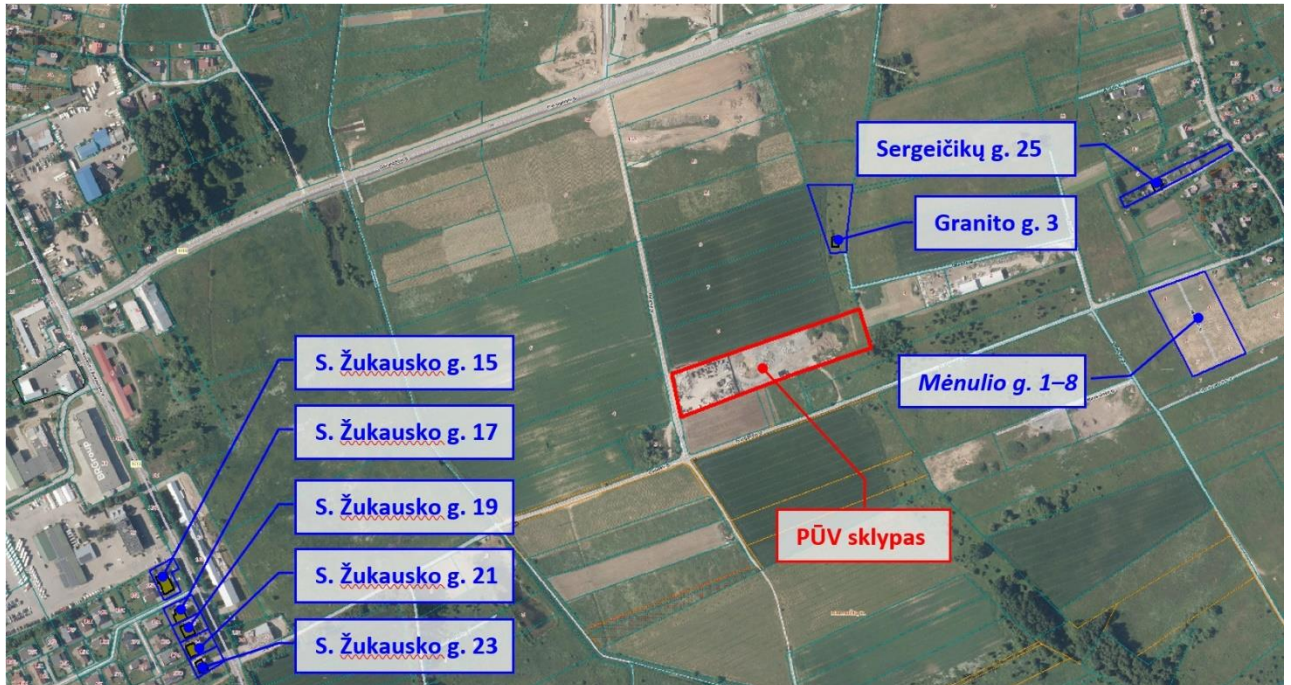 Sergeičikų g. 25
Granito g. 3
Mėnulio g. 1–8
S. Žukausko g. 15
S. Žukausko g. 17
S. Žukausko g. 19
S. Žukausko g. 21
S. Žukausko g. 23
PŪV sklypas